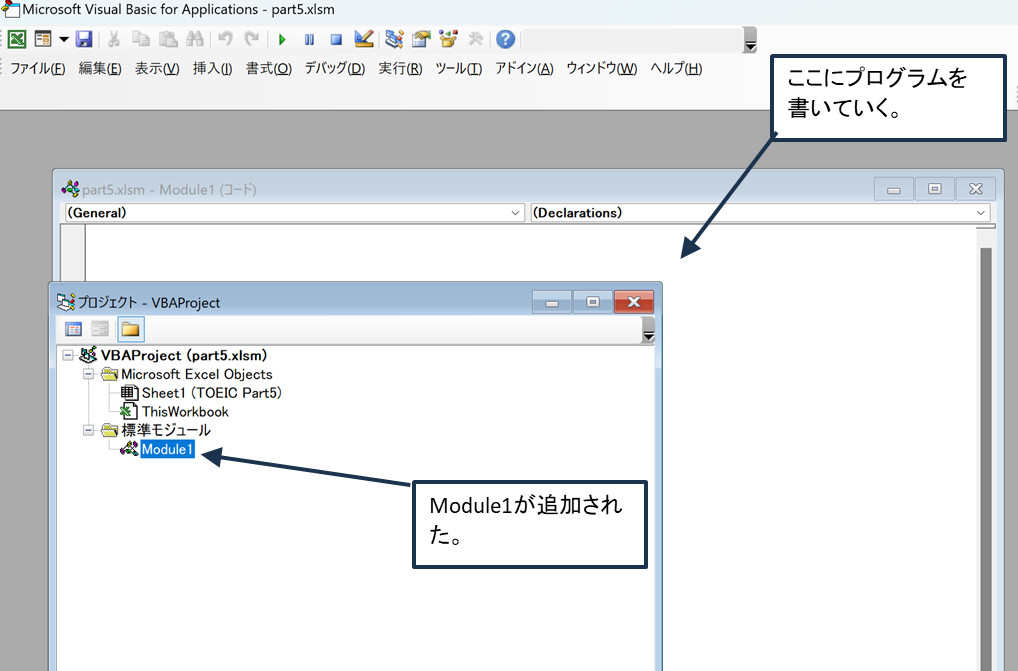 Microsoft Visual Basic for Applications - part5.xlsm
ファイル(F) 編集(E) 表示(V) 挿入(I) 書式(O) デバッグ(D) 実行(R) ツール(T) アドイン(A) ウィンドウ(W) ヘルプ(H)
ここにプログラムを
書いていく。
part5.xlsm - Module1 (コード)
(General) (Declarations)
プロジェクト - VBAProject
VBAProject (part5.xlsm)
Microsoft Excel Objects
Sheet1 (TOEIC Part5)
ThisWorkbook
標準モジュール
Module1
Module1が追加され
た。